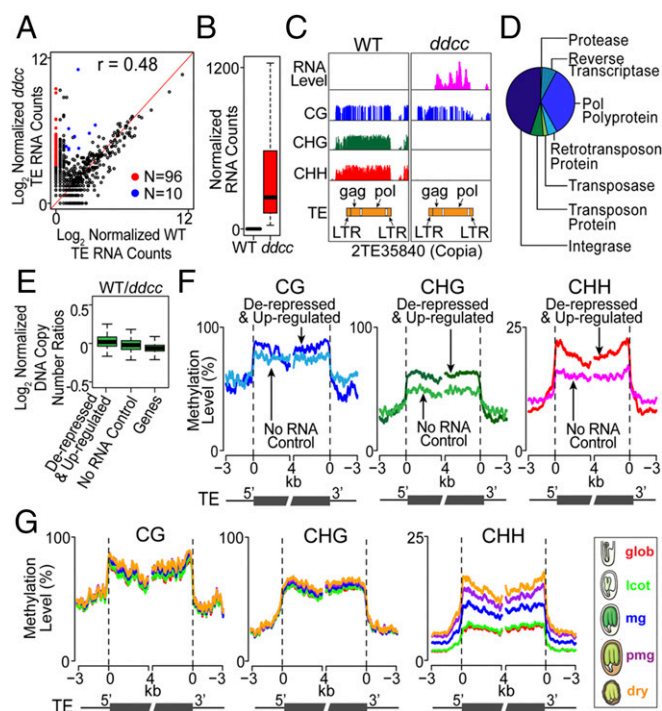 A
12
r = 0.48
Log2 Normalized ddcc
TE RNA Counts
N=96
N=10
0
0
12
Log2 Normalized WT
TE RNA Counts
B
1200
Normalized
RNA Counts
0
WT ddcc
C
WT
ddcc
RNA
Level
CG
CHG
CHH
gag pol
gag pol
TE
LTR LTR
LTR LTR
2TE35840 (Copia)
D
Protease
Reverse
Transcriptase
Pol
Polyprotein
Retrotransposon
Protein
Transposase
Transposon
Protein
Integrase
E
WT/ddcc
Log2 Normalized
DNA Copy
Number Ratios
0.5
0
-0.5
De-repressed
& Up-regulated
No RNA Control
Genes
F
CG
CHG
CHH
De-repressed
& Up-regulated
De-repressed
& Up-regulated
De-repressed
& Up-regulated
100
100
25
Methylation
Level (%)
No RNA
Control
No RNA
Control
No RNA
Control
0
0
0
−3 0 4 0 −3
−3 0 4 0 −3
−3 0 4 0 −3
kb
kb
kb
TE
5' 3'
5' 3'
5' 3'
G
CG
CHG
CHH
100
100
25
Methylation
Level (%)
0
0
0
−3 0 4 0 −3
−3 0 4 0 −3
−3 0 4 0 −3
kb
kb
kb
TE
5' 3'
5' 3'
5' 3'
glob
lcot
mg
pmg
dry